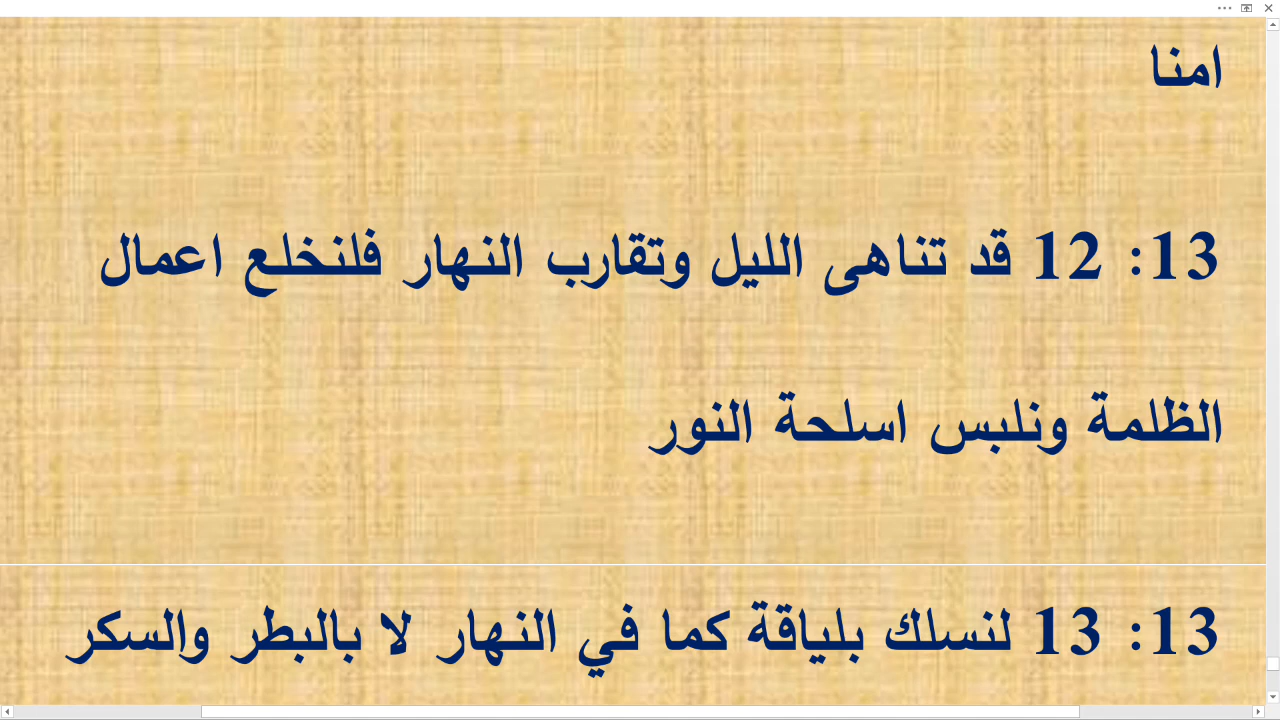 امنا
13: 12 قد تناهى الليل وتقارب النهار فلنخلع اعمال
الظلمة ونلبس اسلحة النور
13: 13 لنسلك بلياقة كما في النهار لا بالبطر والسكر